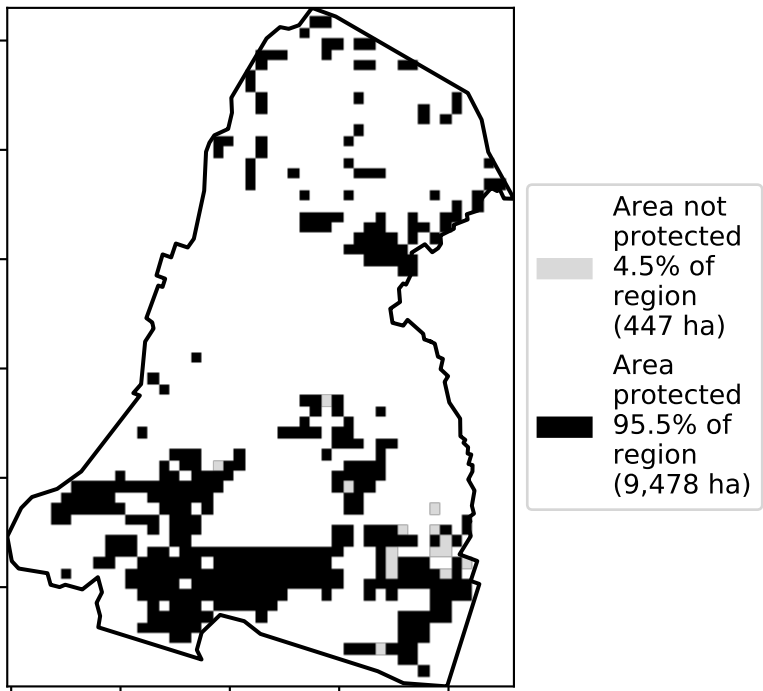 Area not
protected
4.5% of
region
(447 ha)
Area
protected
95.5% of
region
(9,478 ha)